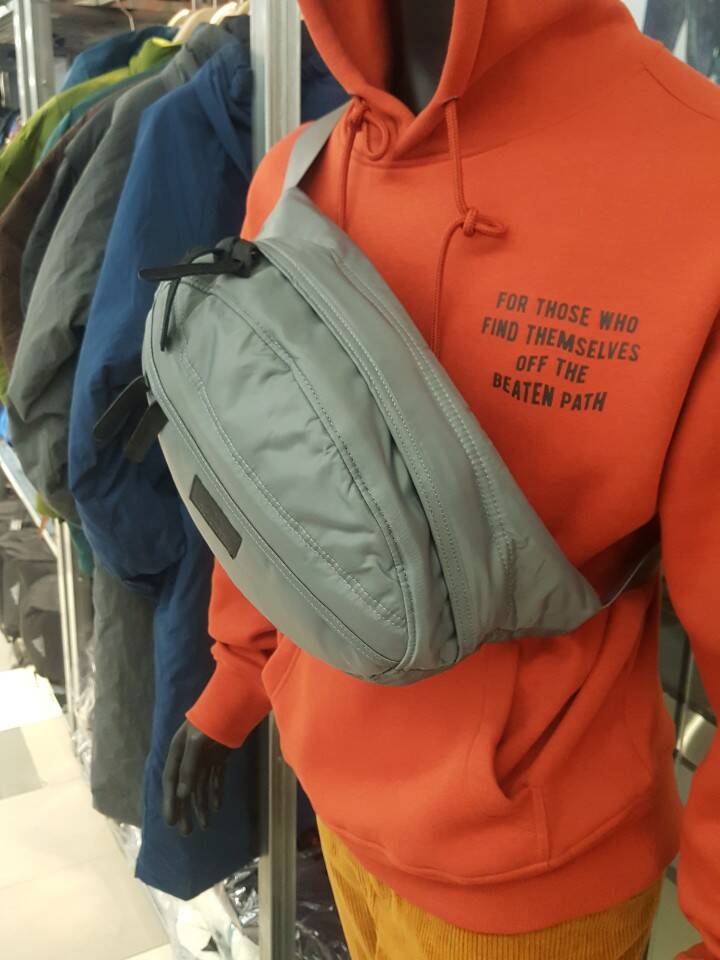 FOR THOSE WHO
FIND THEMSELVES
OFF THE
BEATEN PATH